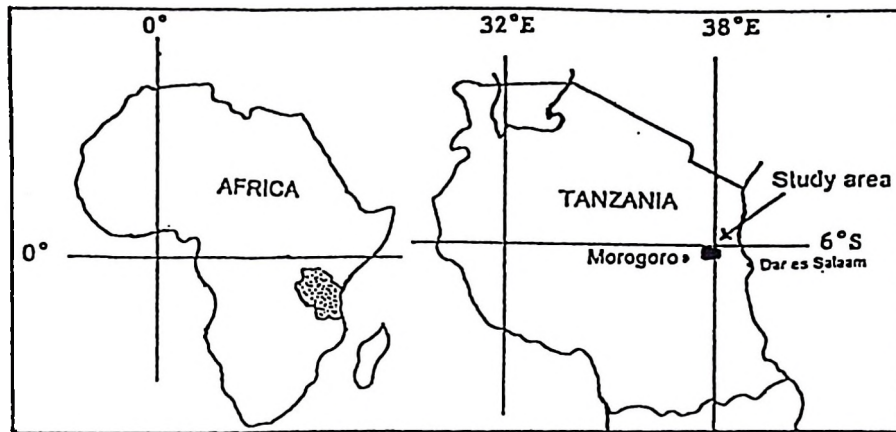 0°
32°E
38°E
AFRICA
TANZANIA
Study area
0°
6°S
Morogoro
Dar es Salaam